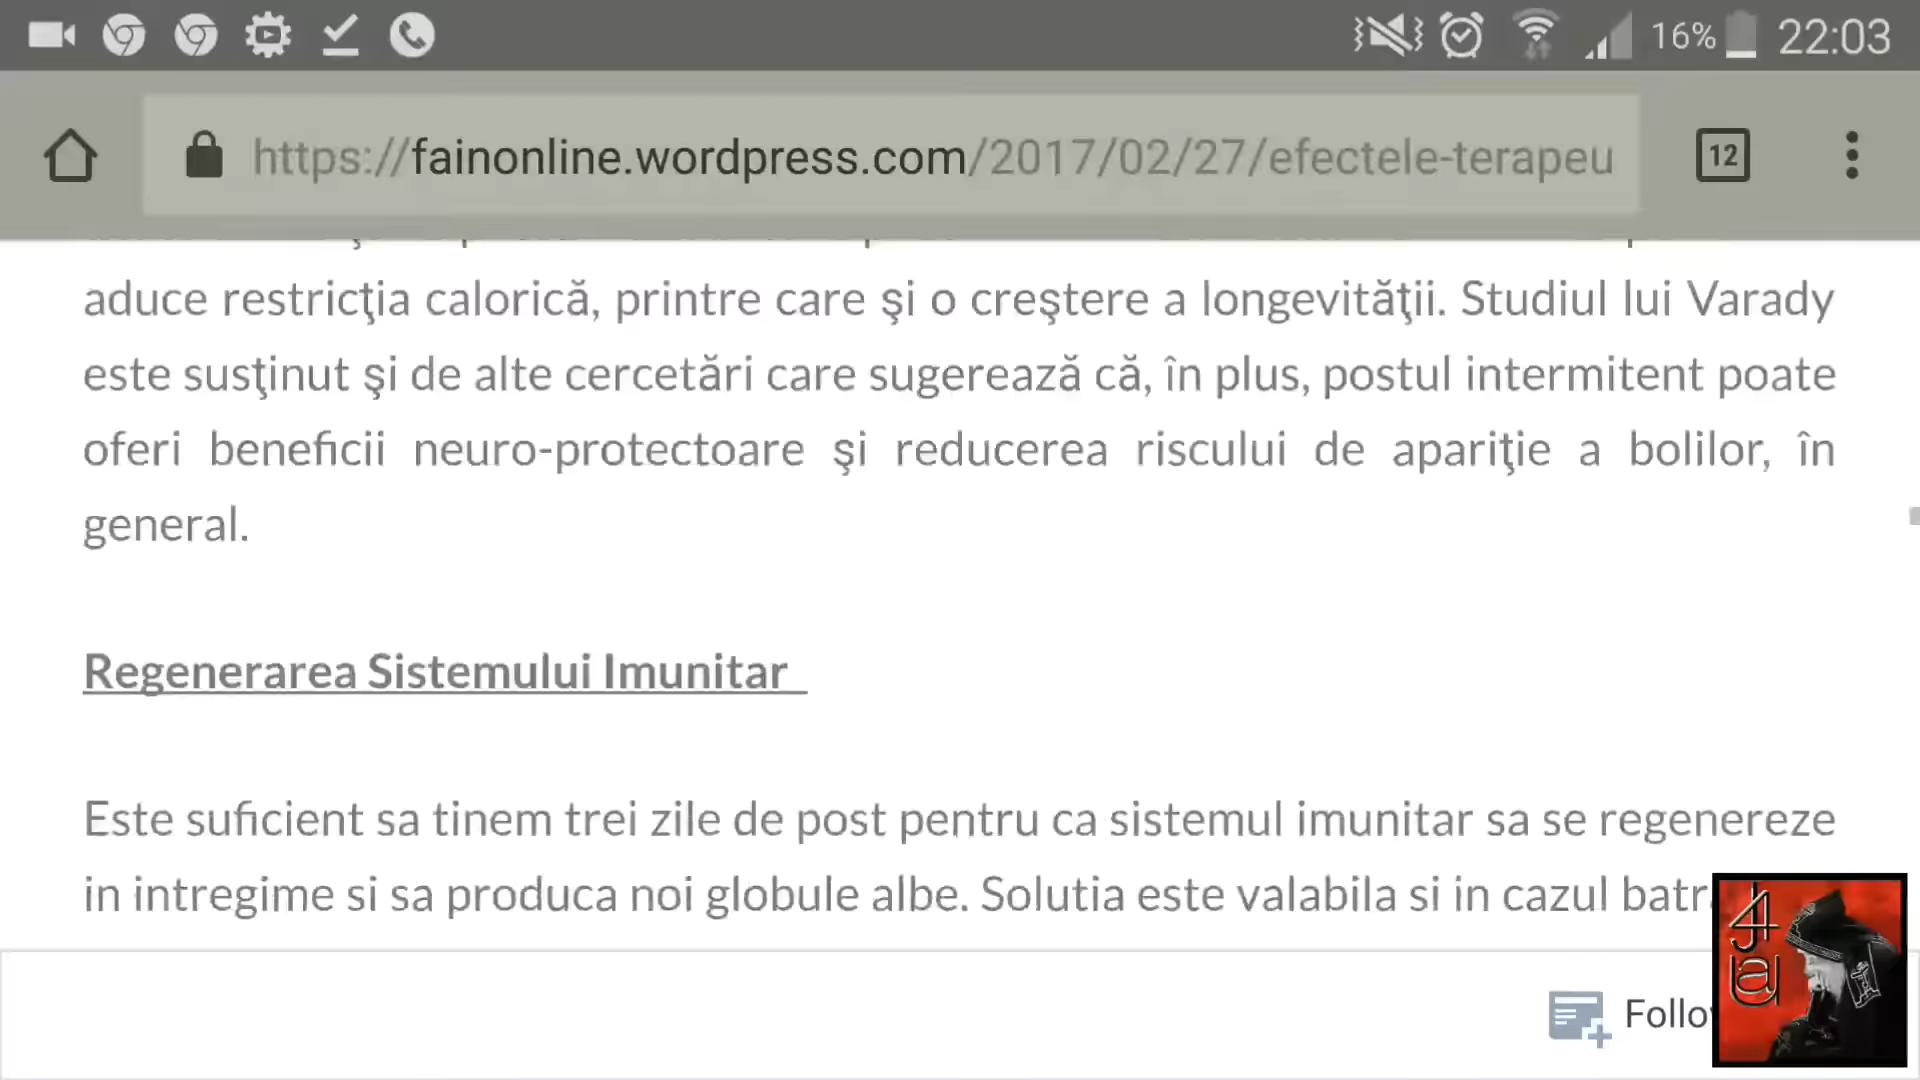 16% 22:03
https://fainonline.wordpress.com/2017/02/27/efectele-terapeu 12
aduce restricţia calorică, printre care şi o creştere a longevităţii. Studiul lui Varady
este susţinut şi de alte cercetări care sugerează că, în plus, postul intermitent poate
oferi beneficii neuro-protectoare şi reducerea riscului de apariţie a bolilor, în
general.
Regenerarea Sistemului Imunitar
Este suficient sa tinem trei zile de post pentru ca sistemul imunitar sa se regenereze
in intregime si sa produca noi globule albe. Solutia este valabila si in cazul batr
Follo